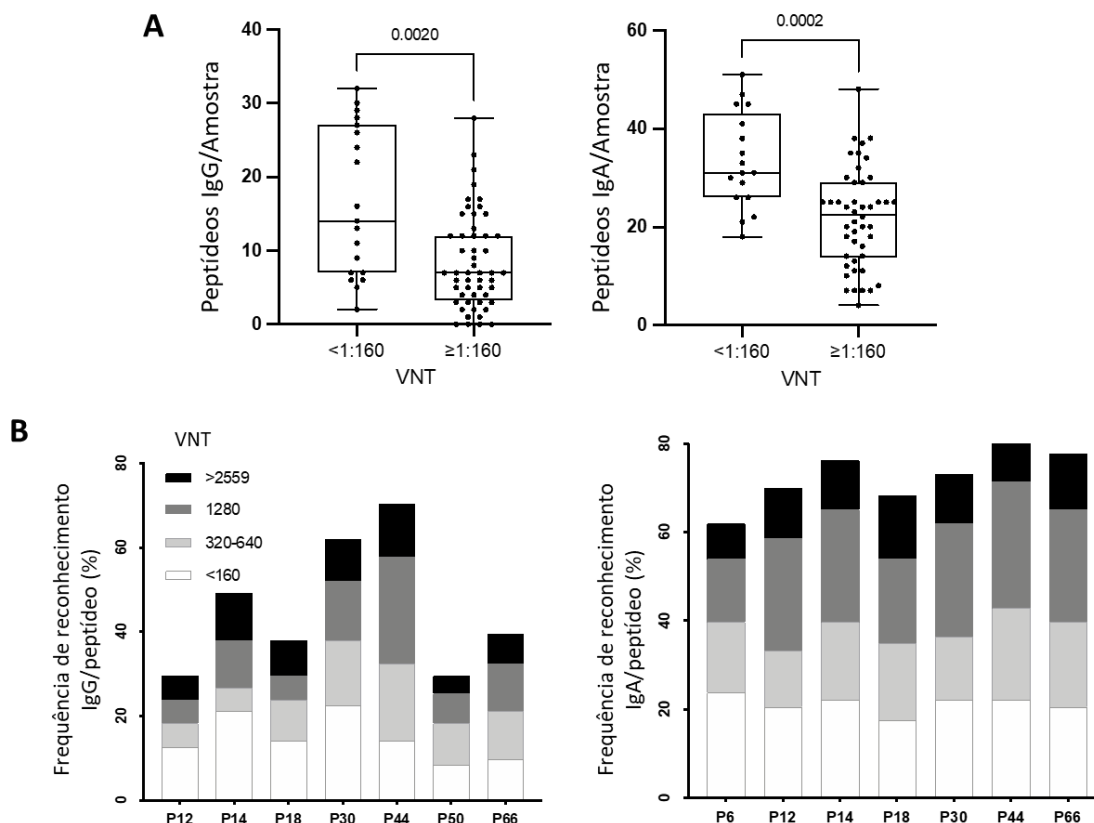 A
0.0020
40
30
20
10
0
Peptídeos IgG/Amostra
<1:160
≥1:160
VNT
0.0002
60
40
20
0
Peptídeos IgA/Amostra
<1:160
≥1:160
VNT
B
VNT
>2559
1280
320-640
<160
80
60
40
20
0
Frequência de reconhecimento
IgG/peptídeo (%)
P12 P14 P18 P30 P44 P50 P66
80
60
40
20
0
Frequência de reconhecimento
IgA/peptídeo (%)
P6 P12 P14 P18 P30 P44 P66